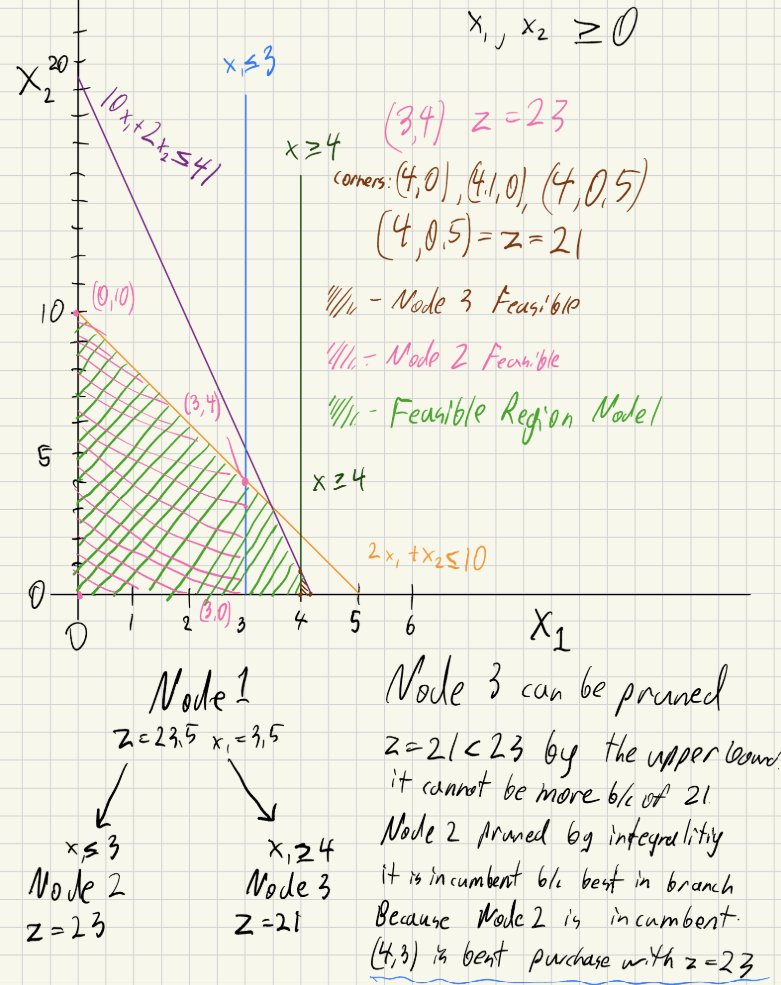 x₁, x₂ ≥ 0
X₂
20
10
5
0
10x₁+2x₂≤41
x₁≤3
x≥4
(3,4) z=23
corners: (4,0), (4.1,0), (4,0.5)
(4,0.5) = z = 21
- Node 3 Feasible
- Node 2 Feasible
- Feasible Region Node1
(0,10)
(3,4)
x≥4
2x₁+x₂≤10
(3,0)
0 1 2 3 4 5 6
X₁
Node 1
z=23.5 x₁=3.5
x₁≤3
Node 2
z=23
x₁≥4
Node 3
z=21
Node 3 can be pruned
z=21<23 by the upper boun
it cannot be more b/c of 21
Node 2 pruned by integralitiy
it is incumbent b/c best in branch
Because Node 2 is incumbent.
(4,3) is best purchase with z=23